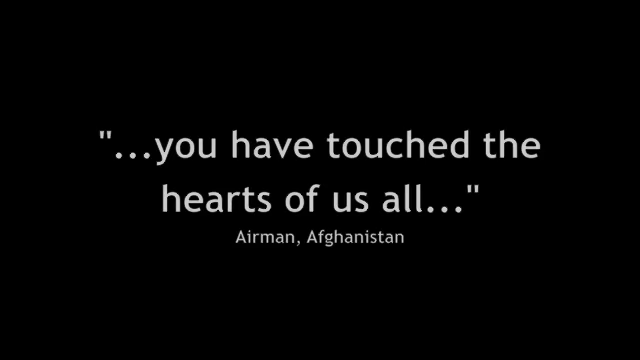 "...you have touched the
hearts of us all..."
Airman, Afghanistan